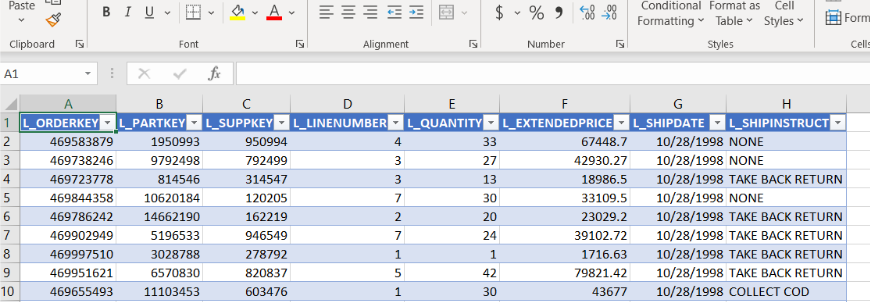 Paste
B I U A
$ % 9
Conditional Format as Cell
Formatting Table Styles
Form
Clipboard Font Alignment Number Styles Cells
A1 fx
A B C D E F G H
1 L_ORDERKEY L_PARTKEY L_SUPPKEY L_LINENUMBER L_QUANTITY L_EXTENDEDPRICE L_SHIPDATE L_SHIPINSTRUCT
2 469583879 1950993 950994 4 33 67448.7 10/28/1998 NONE
3 469738246 9792498 792499 3 27 42930.27 10/28/1998 NONE
4 469723778 814546 314547 3 13 18986.5 10/28/1998 TAKE BACK RETURN
5 469844358 10620184 120205 7 30 33109.5 10/28/1998 NONE
6 469786242 14662190 162219 2 20 23029.2 10/28/1998 TAKE BACK RETURN
7 469902949 5196533 946549 7 24 39102.72 10/28/1998 TAKE BACK RETURN
8 469997510 3028788 278792 1 1 1716.63 10/28/1998 TAKE BACK RETURN
9 469951621 6570830 820837 5 42 79821.42 10/28/1998 TAKE BACK RETURN
10 469655493 11103453 603476 1 30 43677 10/28/1998 COLLECT COD